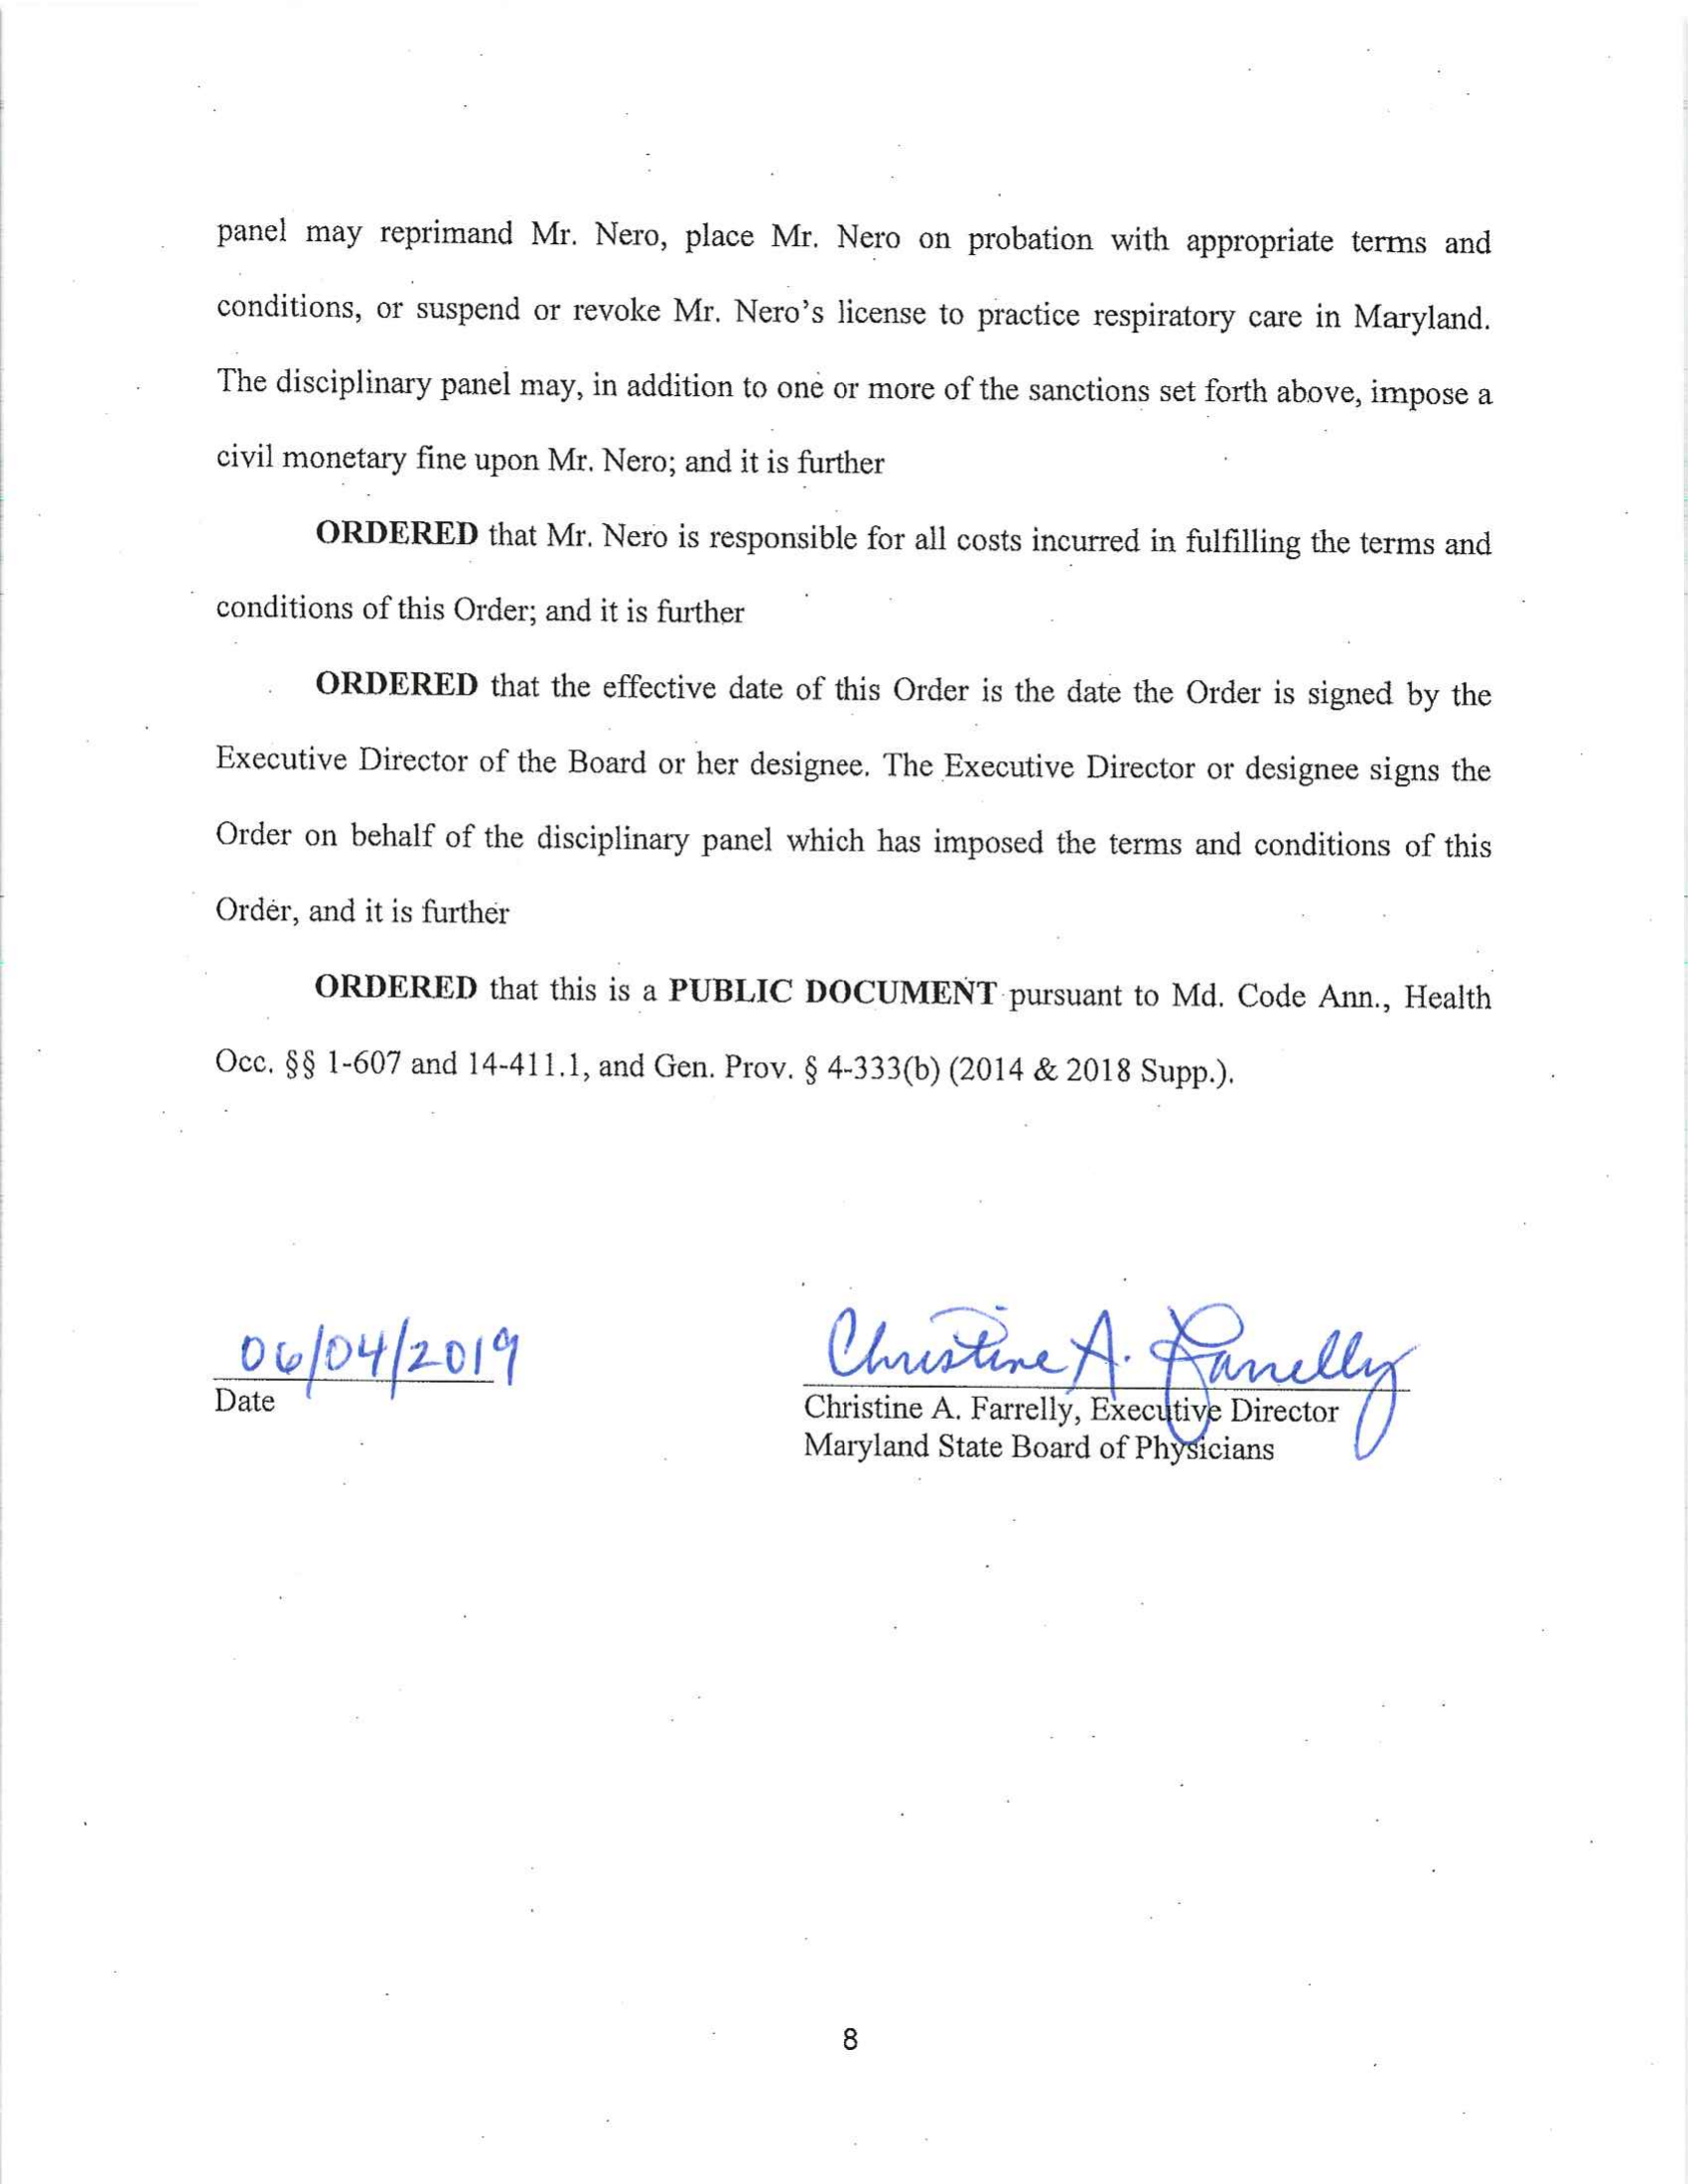 panel may reprimand Mr. Nero, place Mr. Nero on probation with appropriate terms and
conditions, or suspend or revoke Mr. Nero's license to practice respiratory care in Maryland.
The disciplinary panel may, in addition to one or more of the sanctions set forth above, impose a
civil monetary fine upon Mr. Nero; and it is further
ORDERED that Mr. Nero is responsible for all costs incurred in fulfilling the terms and
conditions of this Order; and it is further
ORDERED that the effective date of this Order is the date the Order is signed by the
Executive Director of the Board or her designee. The Executive Director or designee signs the
Order on behalf of the disciplinary panel which has imposed the terms and conditions of this
Order, and it is further
ORDERED that this is a PUBLIC DOCUMENT pursuant to Md. Code Ann., Health
Occ. §§ 1-607 and 14-411.1, and Gen. Prov. § 4-333(b) (2014 & 2018 Supp.).
06/04/2019
Date
Christine A. Farrelly
Christine A. Farrelly, Executive Director
Maryland State Board of Physicians
8